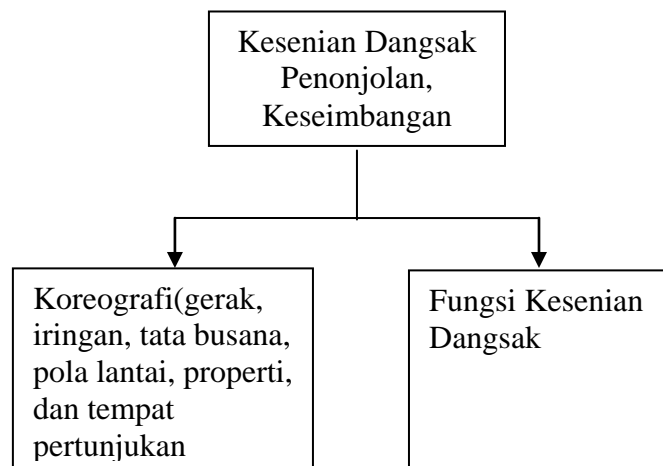 Kesenian Dangsak
Penonjolan,
Keseimbangan
Koreografi(gerak,
iringan, tata busana,
pola lantai, properti,
dan tempat
pertunjukan
Fungsi Kesenian
Dangsak